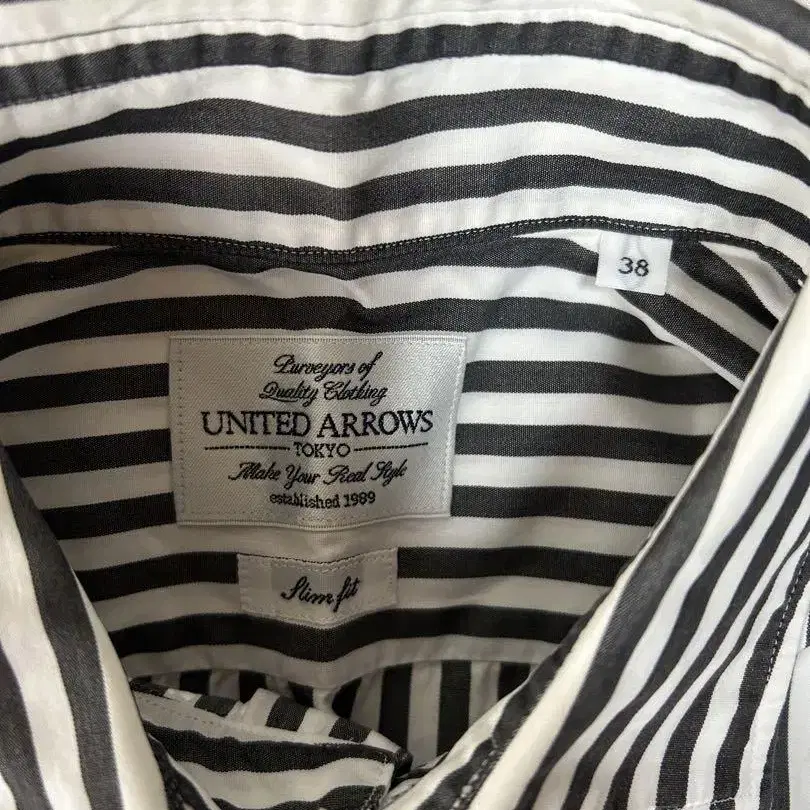 38
Purveyors of
Quality Clothing
UNITED ARROWS
TOKYO
Make Your Real Style
established 1989
Slim fit